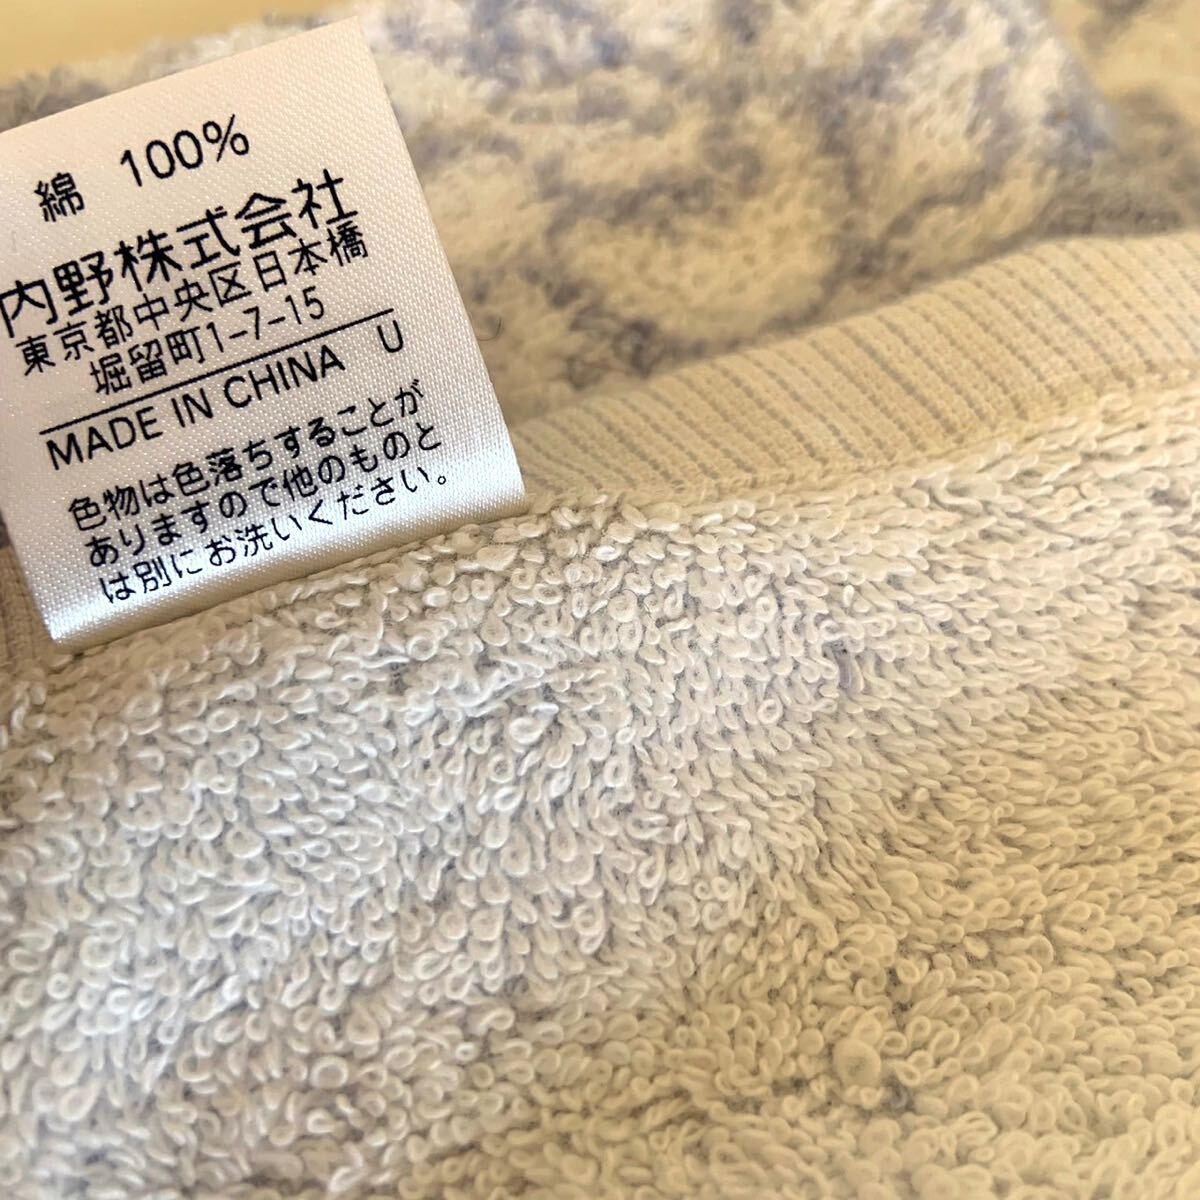 綿 100%
内野株式会社
東京都中央区日本橋
堀留町1-7-15
MADE IN CHINA U
色物は色落ちすることが
ありますので他のものと
は別にお洗いください。